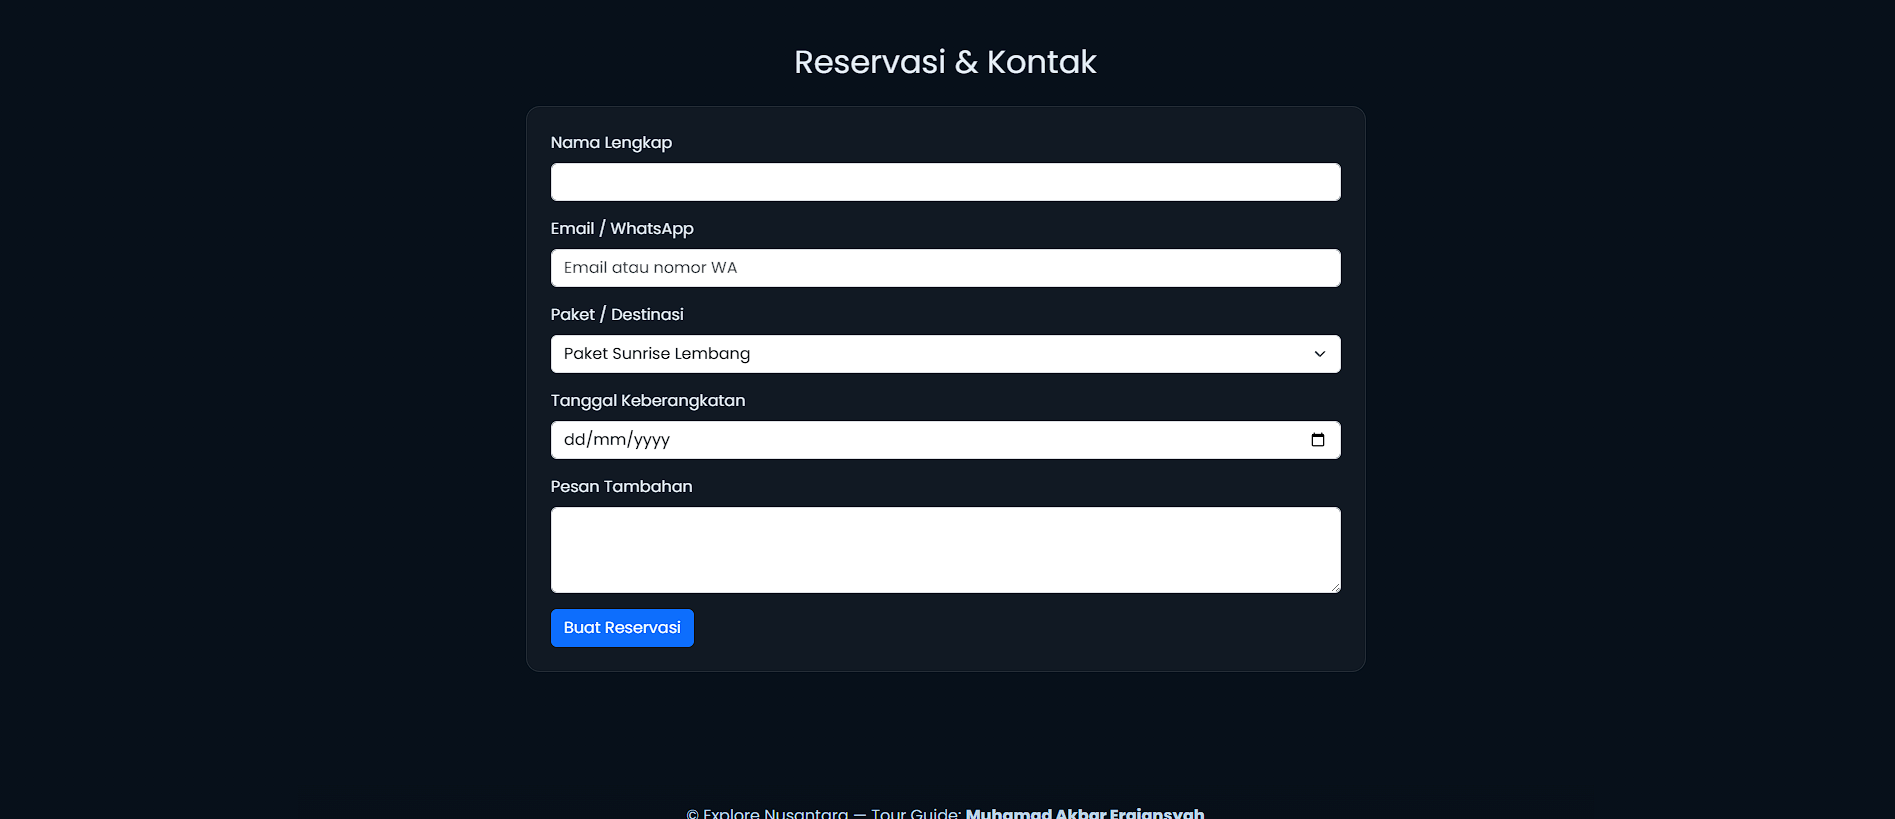 Reservasi & Kontak
Nama Lengkap
Email / WhatsApp
Email atau nomor WA
Paket / Destinasi
Paket Sunrise Lembang
Tanggal Keberangkatan
dd/mm/yyyy
Pesan Tambahan
Buat Reservasi
© Explore Nusantara — Tour Guide: Muhamad Akbar